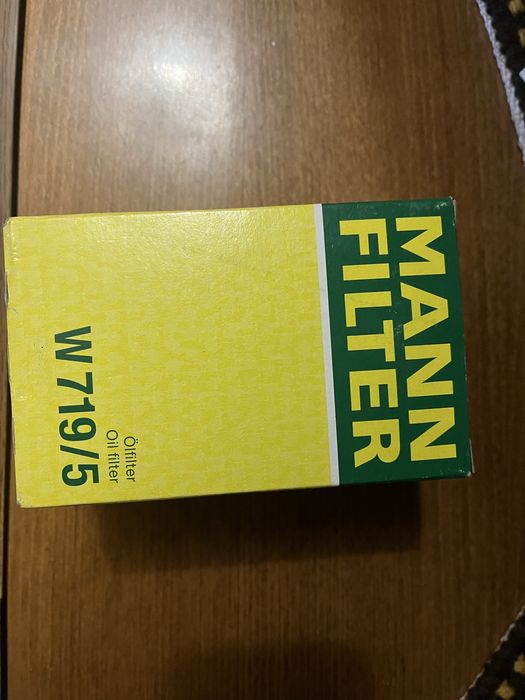 MANN
FILTER
Ölfilter
Oil filter
W 719/5